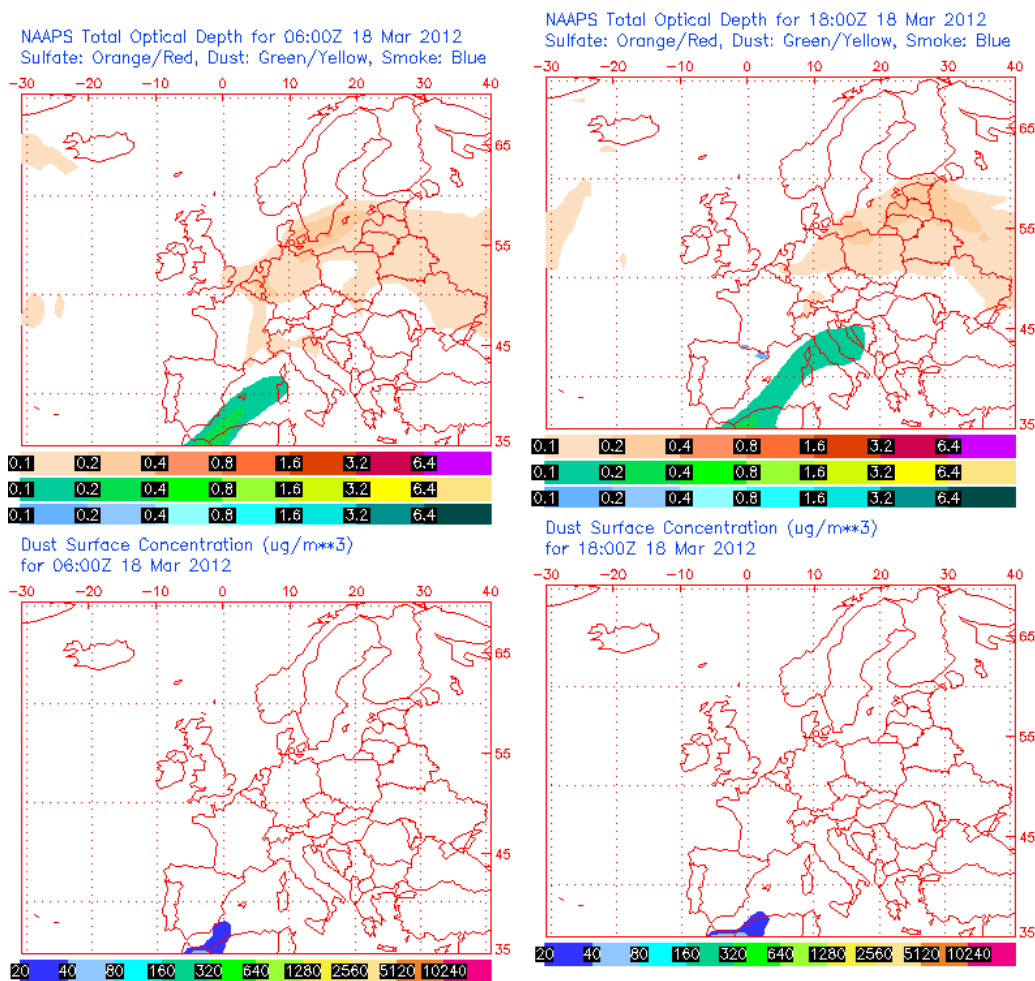 NAAPS Total Optical Depth for 06:00Z 18 Mar 2012
Sulfate: Orange/Red, Dust: Green/Yellow, Smoke: Blue
-30 -20 -10 0 10 20 30 40
65
55
45
35
0.1 0.2 0.4 0.8 1.6 3.2 6.4
0.1 0.2 0.4 0.8 1.6 3.2 6.4
0.1 0.2 0.4 0.8 1.6 3.2 6.4
NAAPS Total Optical Depth for 18:00Z 18 Mar 2012
Sulfate: Orange/Red, Dust: Green/Yellow, Smoke: Blue
-30 -20 -10 0 10 20 30 40
65
55
45
35
0.1 0.2 0.4 0.8 1.6 3.2 6.4
0.1 0.2 0.4 0.8 1.6 3.2 6.4
0.1 0.2 0.4 0.8 1.6 3.2 6.4
Dust Surface Concentration (ug/m**3)
for 06:00Z 18 Mar 2012
-30 -20 -10 0 10 20 30 40
65
55
45
35
20 40 80 160 320 640 1280 2560 5120 10240
Dust Surface Concentration (ug/m**3)
for 18:00Z 18 Mar 2012
-30 -20 -10 0 10 20 30 40
65
55
45
35
20 40 80 160 320 640 1280 2560 5120 10240